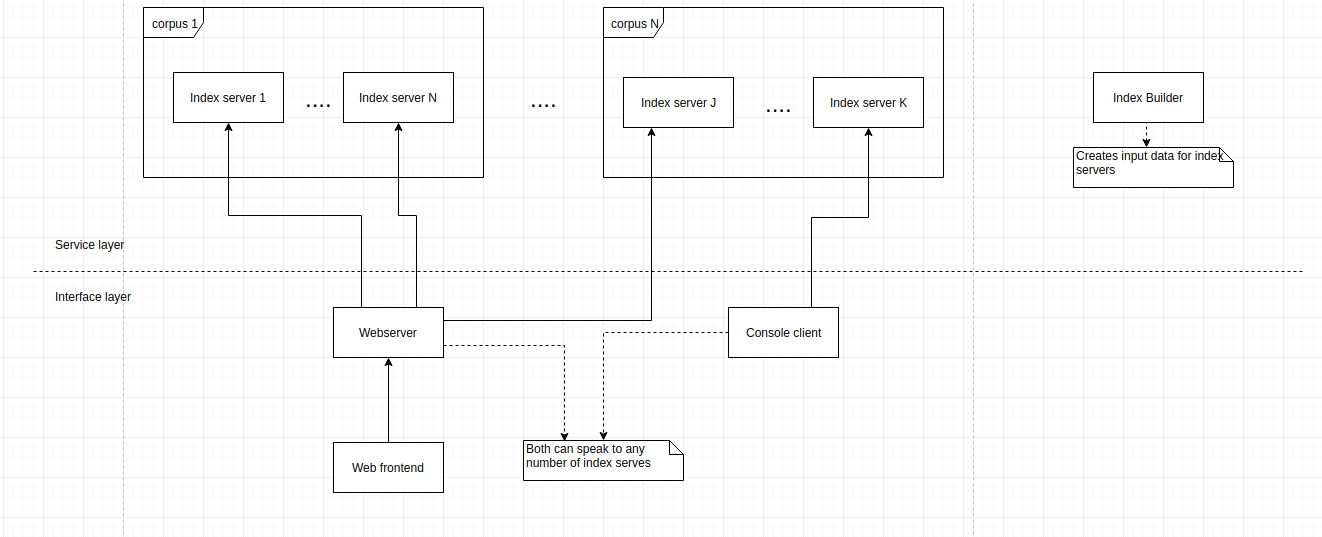 corpus 1
corpus N
Index server 1
....
Index server N
....
Index server J
....
Index server K
Index Builder
Creates input data for index
servers
Service layer
Interface layer
Webserver
Console client
Web frontend
Both can speak to any
number of index serves